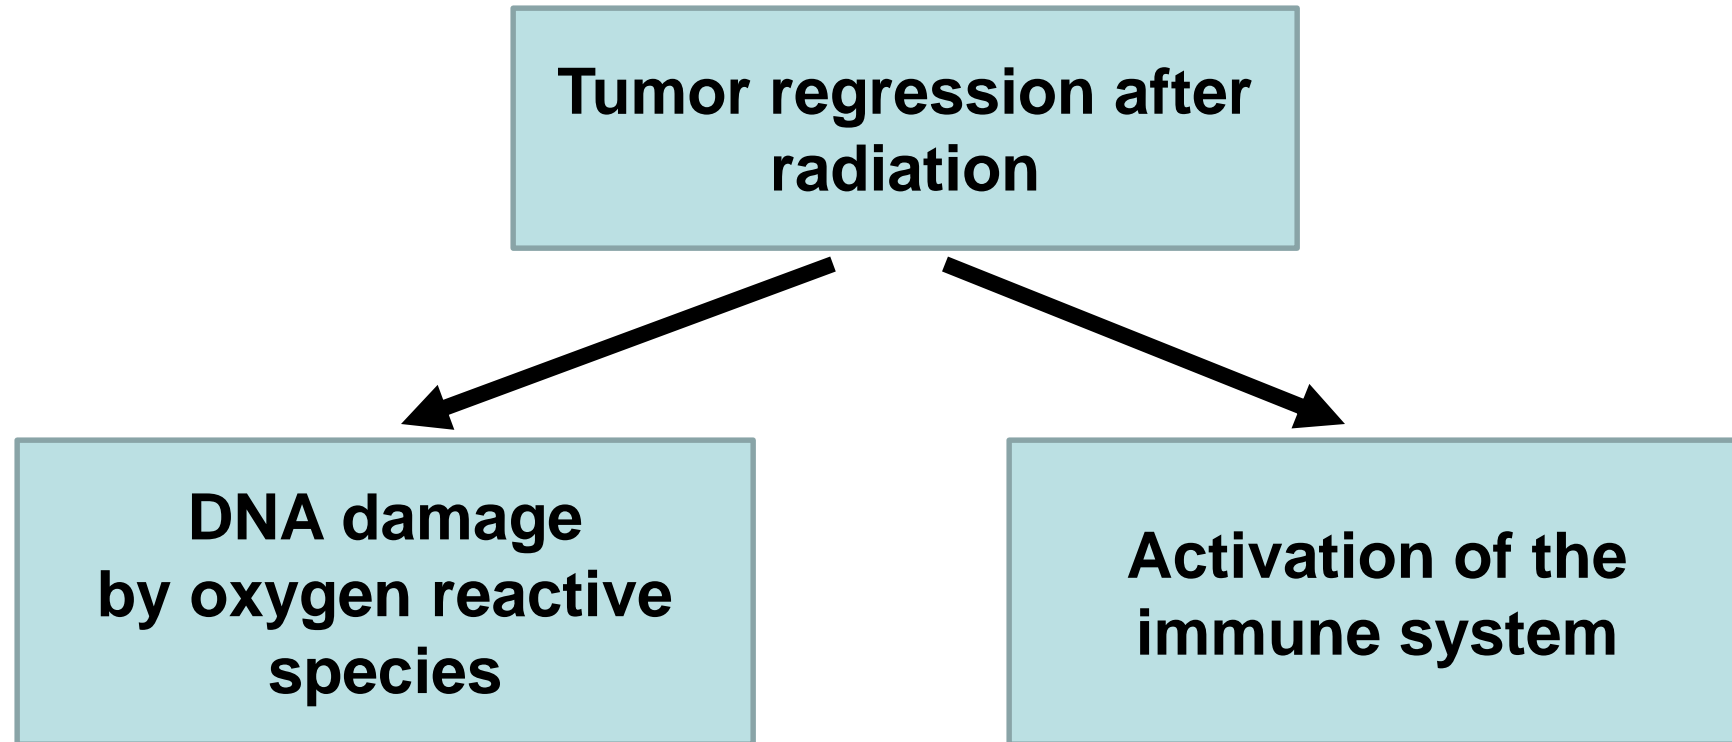 Tumor regression after
radiation
DNA damage
by oxygen reactive
species
Activation of the
immune system